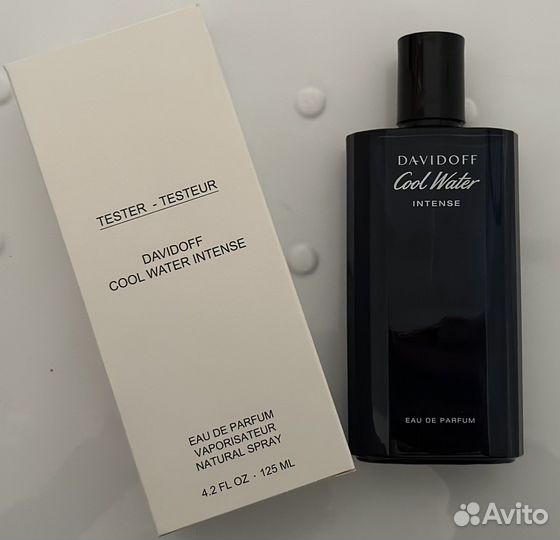 TESTER - TESTEUR
DAVIDOFF
COOL WATER INTENSE
EAU DE PARFUM
VAPORISATEUR
NATURAL SPRAY
4.2 FL OZ · 125 ML
DAVIDOFF
Cool Water
INTENSE
EAU DE PARFUM
Avito